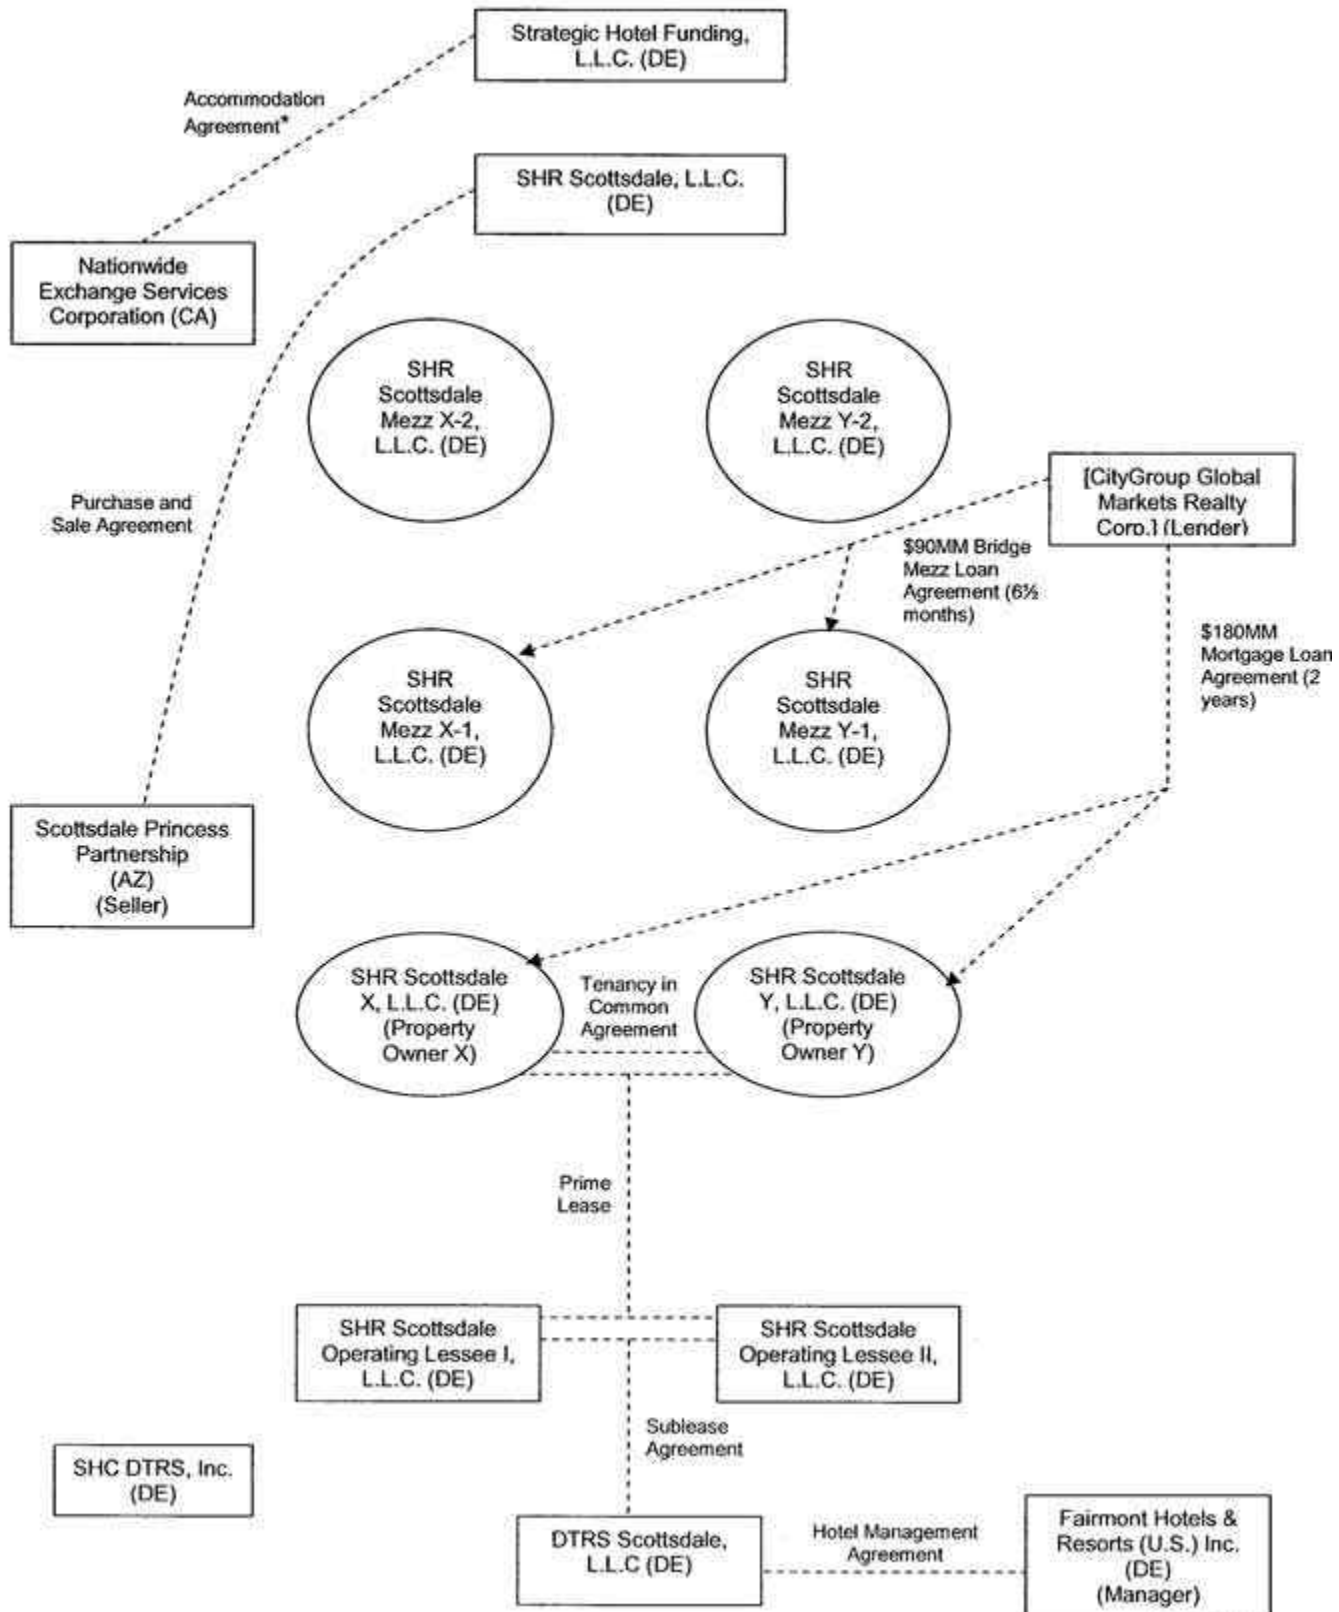 Strategic Hotel Funding,
L.L.C. (DE)
Accommodation
Agreement*
SHR Scottsdale, L.L.C.
(DE)
Nationwide
Exchange Services
Corporation (CA)
SHR
Scottsdale
Mezz X-2,
L.L.C. (DE)
SHR
Scottsdale
Mezz Y-2,
L.L.C. (DE)
[CityGroup Global
Markets Realty
Corp.] (Lender)
Purchase and
Sale Agreement
$90MM Bridge
Mezz Loan
Agreement (6½
months)
$180MM
Mortgage Loan
Agreement (2
years)
SHR
Scottsdale
Mezz X-1,
L.L.C. (DE)
SHR
Scottsdale
Mezz Y-1,
L.L.C. (DE)
Scottsdale Princess
Partnership
(AZ)
(Seller)
SHR Scottsdale
X, L.L.C. (DE)
(Property
Owner X)
Tenancy in
Common
Agreement
SHR Scottsdale
Y, L.L.C. (DE)
(Property
Owner Y)
Prime
Lease
SHR Scottsdale
Operating Lessee I,
L.L.C. (DE)
SHR Scottsdale
Operating Lessee II,
L.L.C. (DE)
Sublease
Agreement
SHC DTRS, Inc.
(DE)
DTRS Scottsdale,
L.L.C (DE)
Hotel Management
Agreement
Fairmont Hotels &
Resorts (U.S.) Inc.
(DE)
(Manager)